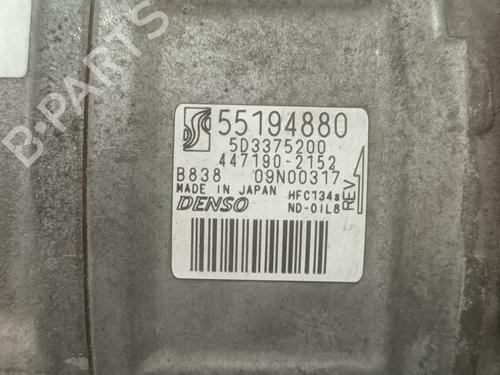 B-PARTS
55194880
5D3375200
447190-2152
B838 09N00317
MADE IN JAPAN HFC134a
DENSO ND-OIL8
REV